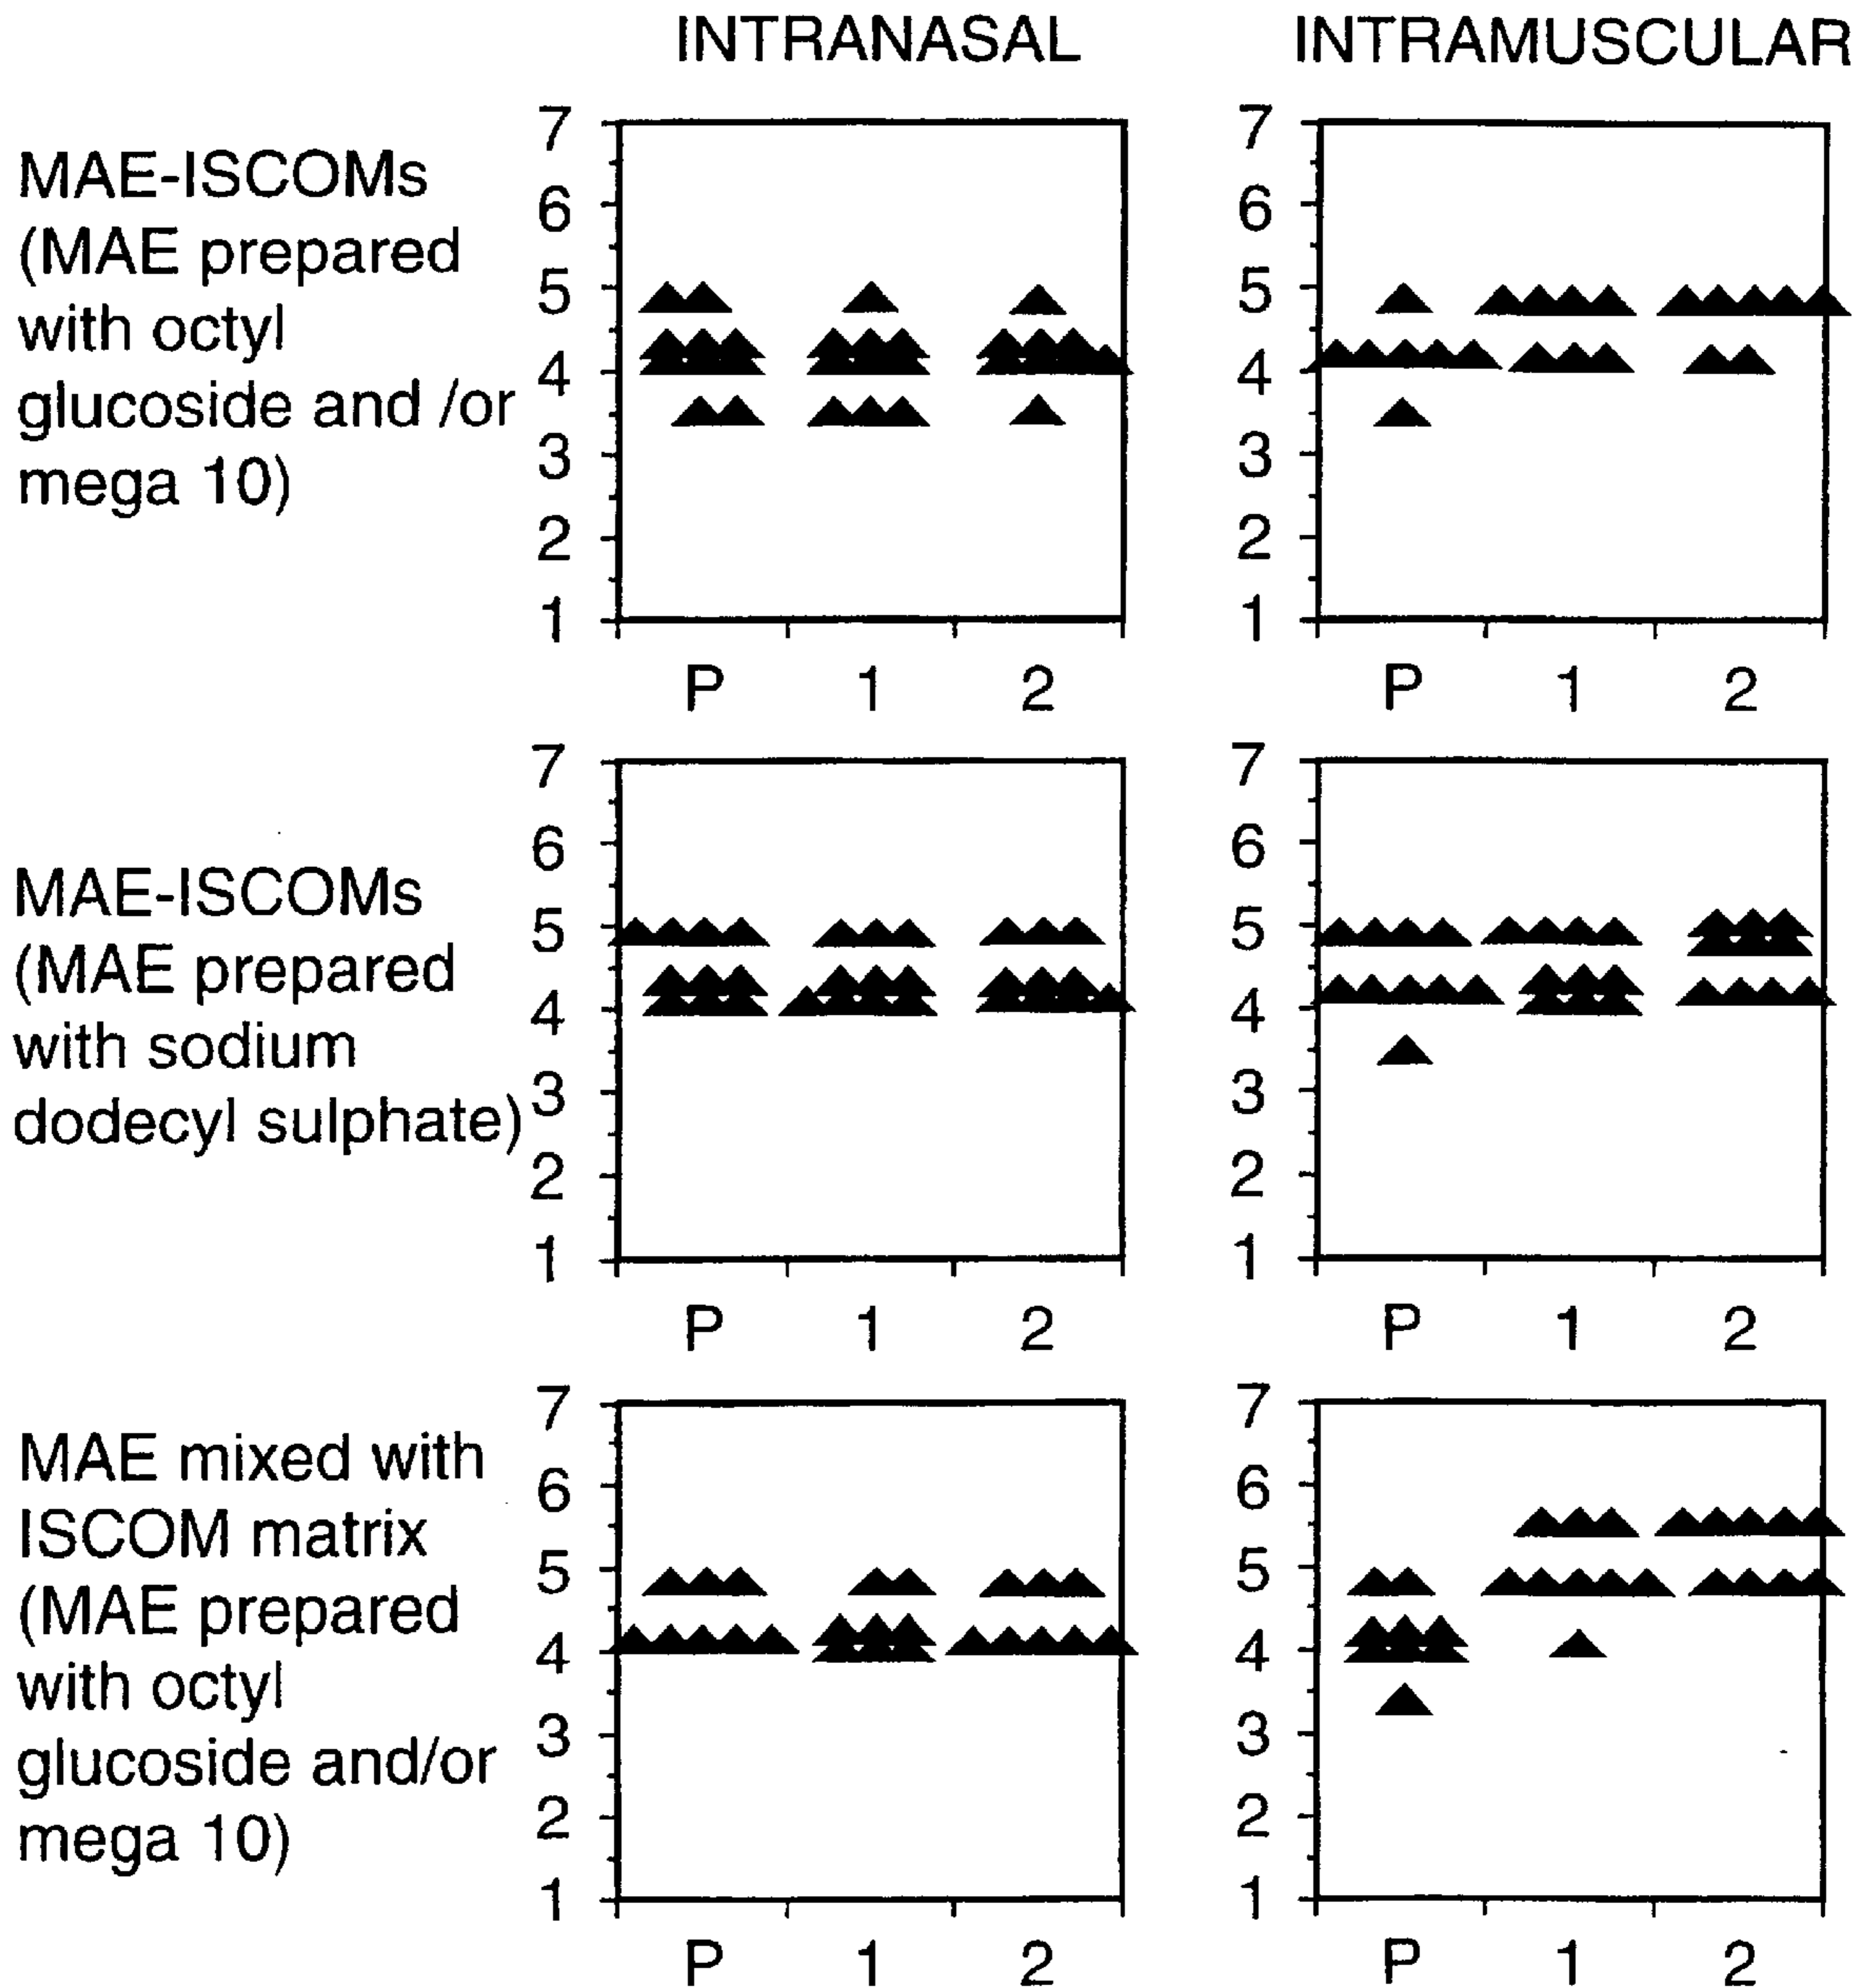 INTRANASAL
INTRAMUSCULAR
MAE-ISCOMs
(MAE prepared
with octyl
glucoside and /or
mega 10)
7
6
5
4
3
2
1
P 1 2
7
6
5
4
3
2
1
P 1 2
MAE-ISCOMs
(MAE prepared
with sodium
dodecyl sulphate)
7
6
5
4
3
2
1
P 1 2
7
6
5
4
3
2
1
P 1 2
MAE mixed with
ISCOM matrix
(MAE prepared
with octyl
glucoside and/or
mega 10)
7
6
5
4
3
2
1
P 1 2
7
6
5
4
3
2
1
P 1 2